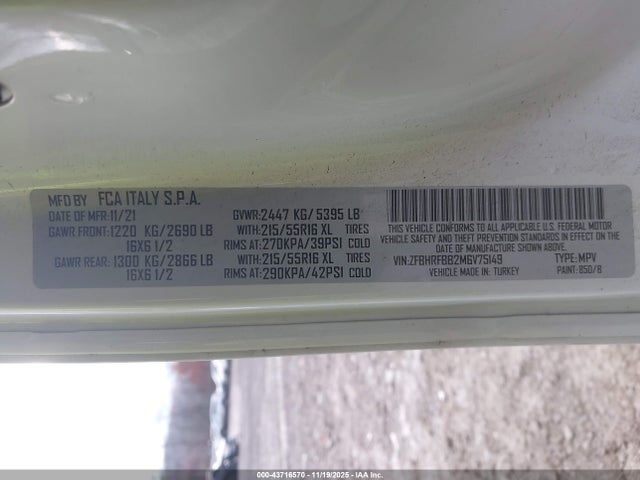 MFD BY FCA ITALY S.P.A.
DATE OF MFR:11/21 GVWR:2447 KG/5395 LB
GAWR FRONT:1220 KG/2690 LB WITH:215/55R16 XL TIRES
16X6 1/2 RIMS AT:270KPA/39PSI COLD
GAWR REAR:1300 KG/2866 LB WITH:215/55R16 XL TIRES
16X6 1/2 RIMS AT:290KPA/42PSI COLD
THIS VEHICLE CONFORMS TO ALL APPLICABLE U.S. FEDERAL MOTOR
VEHICLE SAFETY STANDARDS IN EFFECT ON THE
DATE OF MANUFACTURE SHOWN ABOVE.
VIN:ZFBHRFBB2M6V75149 TYPE:MPV
VEHICLE MADE IN: TURKEY PAINT: 850/B
000-43716570 - 11/19/2025 - IAA Inc.